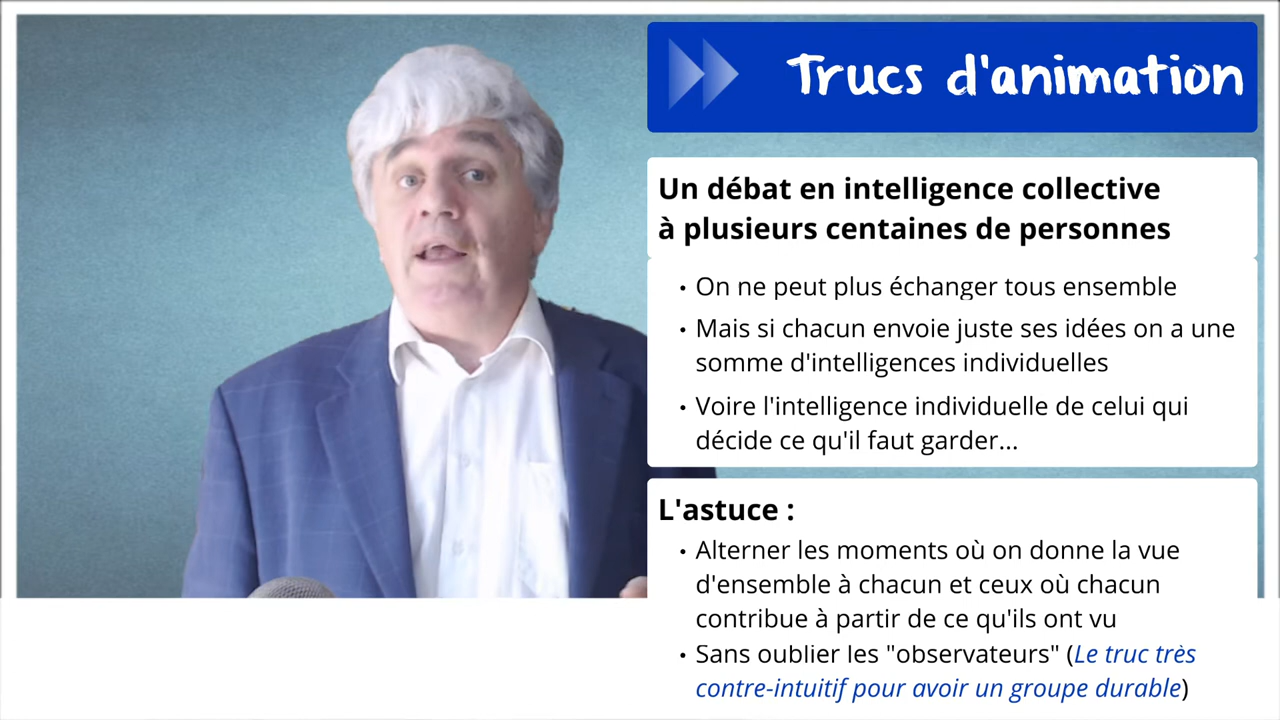 Trucs d'animation
Un débat en intelligence collective
à plusieurs centaines de personnes
• On ne peut plus échanger tous ensemble
• Mais si chacun envoie juste ses idées on a une
somme d'intelligences individuelles
• Voire l'intelligence individuelle de celui qui
décide ce qu'il faut garder...
L'astuce :
• Alterner les moments où on donne la vue
d'ensemble à chacun et ceux où chacun
contribue à partir de ce qu'ils ont vu
• Sans oublier les "observateurs" (Le truc très
contre-intuitif pour avoir un groupe durable)